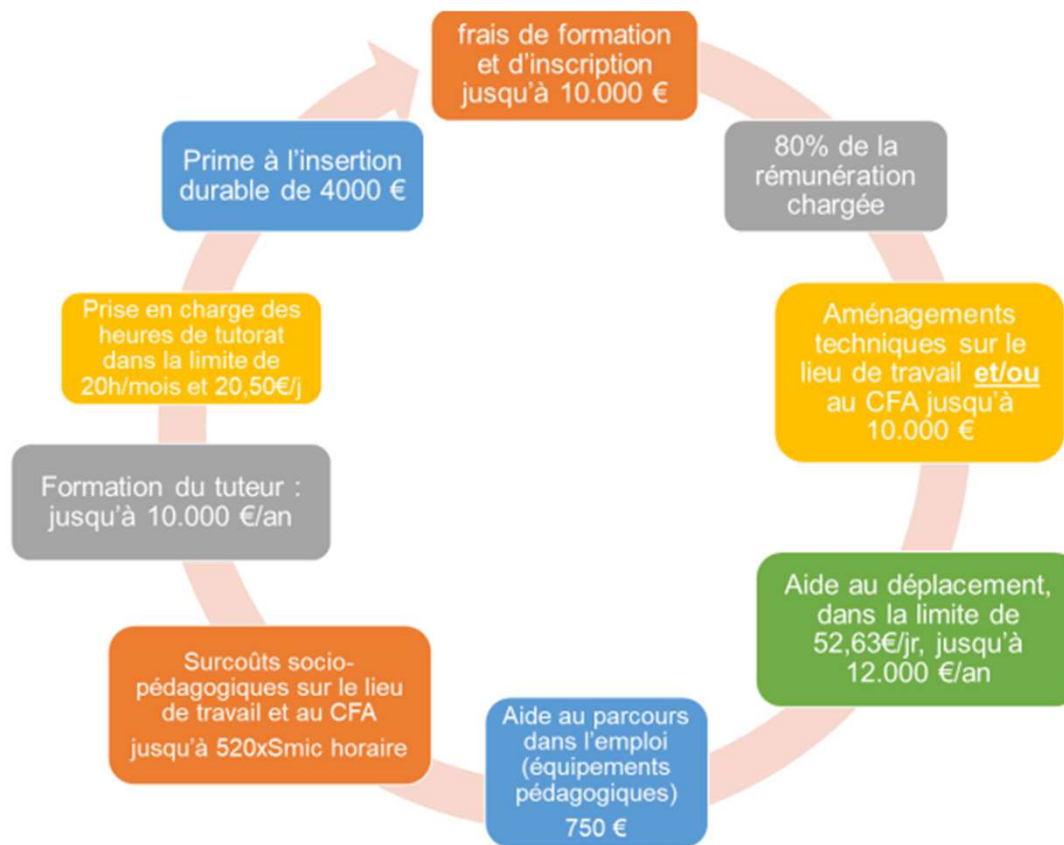 frais de formation
et d'inscription
jusqu'à 10.000 €
80% de la
rémunération
chargée
Aménagements
techniques sur le
lieu de travail et/ou
au CFA jusqu'à
10.000 €
Aide au déplacement,
dans la limite de
52,63€/jr, jusqu'à
12.000 €/an
Aide au parcours
dans l'emploi
(équipements
pédagogiques)
750 €
Surcoûts socio-
pédagogiques sur le lieu
de travail et au CFA
jusqu'à 520xSmic horaire
Formation du tuteur :
jusqu'à 10.000 €/an
Prise en charge des
heures de tutorat
dans la limite de
20h/mois et 20,50€/j
Prime à l'insertion
durable de 4000 €